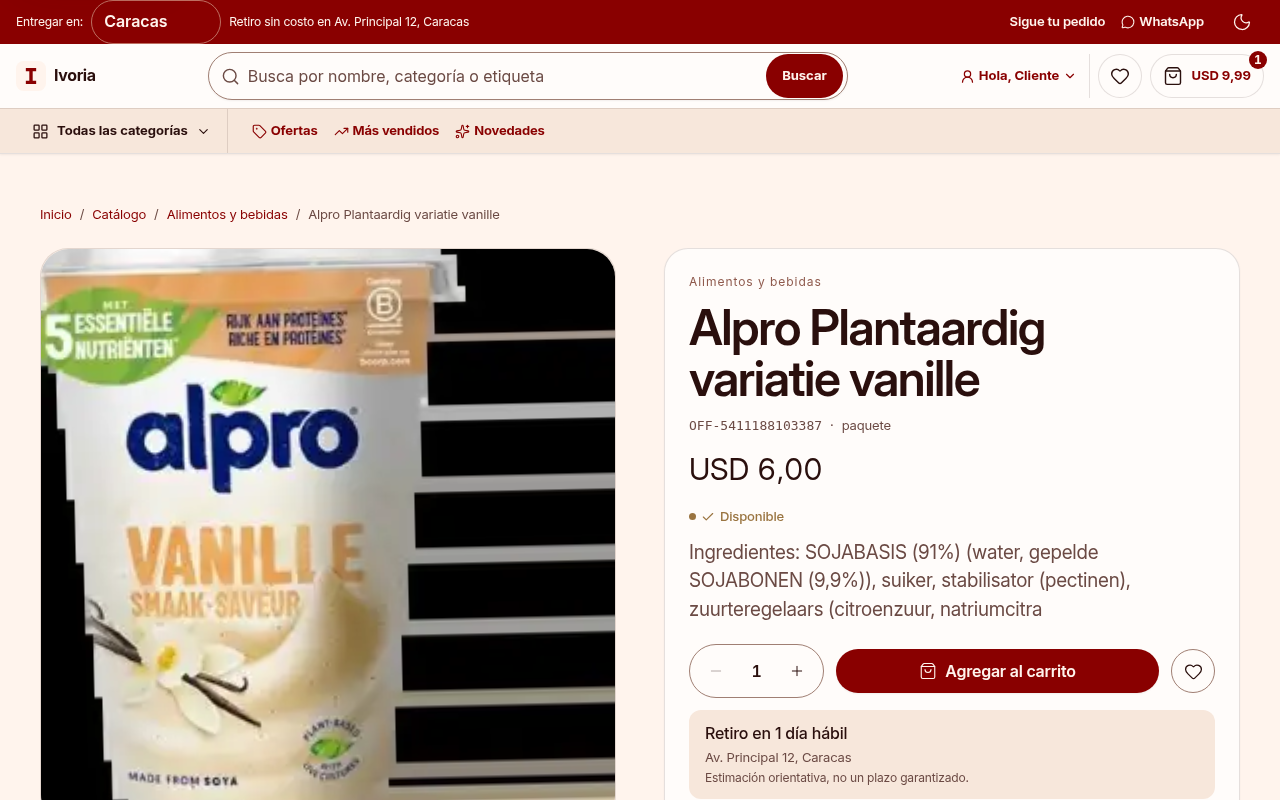 Entregar en:
Caracas
Retiro sin costo en Av. Principal 12, Caracas
Sigue tu pedido
WhatsApp
I
Ivoria
Busca por nombre, categoría o etiqueta
Buscar
Hola, Cliente
1
USD 9,99
Todas las categorías
Ofertas
Más vendidos
Novedades
Inicio / Catálogo / Alimentos y bebidas / Alpro Plantaardig variatie vanille
MET
5 ESSENTIËLE
NUTRIËNTEN
RIJK AAN PROTEÏNES
RICHE EN PROTÉINES
B
bcorp.com
alpro
VANILLE
SMAAK-SAVEUR
PLANT-BASED
WITH
LIVE CULTURES
MADE FROM SOYA
Alimentos y bebidas
Alpro Plantaardig
variatie vanille
OFF-5411188103387 · paquete
USD 6,00
Disponible
Ingredientes: SOJABASIS (91%) (water, gepelde
SOJABONEN (9,9%)), suiker, stabilisator (pectinen),
zuurteregelaars (citroenzuur, natriumcitra
1
Agregar al carrito
Retiro en 1 día hábil
Av. Principal 12, Caracas
Estimación orientativa, no un plazo garantizado.